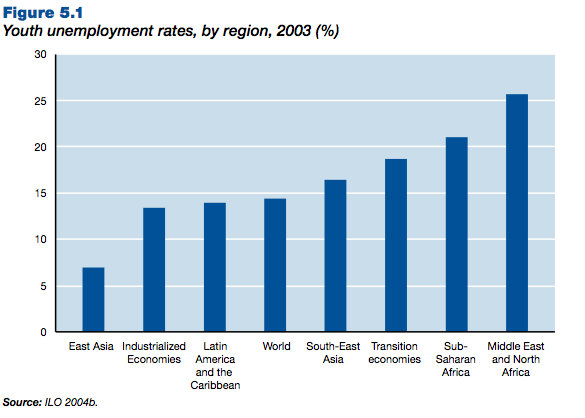 Figure 5.1
Youth unemployment rates, by region, 2003 (%)
30
25
20
15
10
5
0
East Asia
Industrialized
Economies
Latin
America
and the
Caribbean
World
South-East
Asia
Transition
economies
Sub-
Saharan
Africa
Middle East
and North
Africa
Source: ILO 2004b.